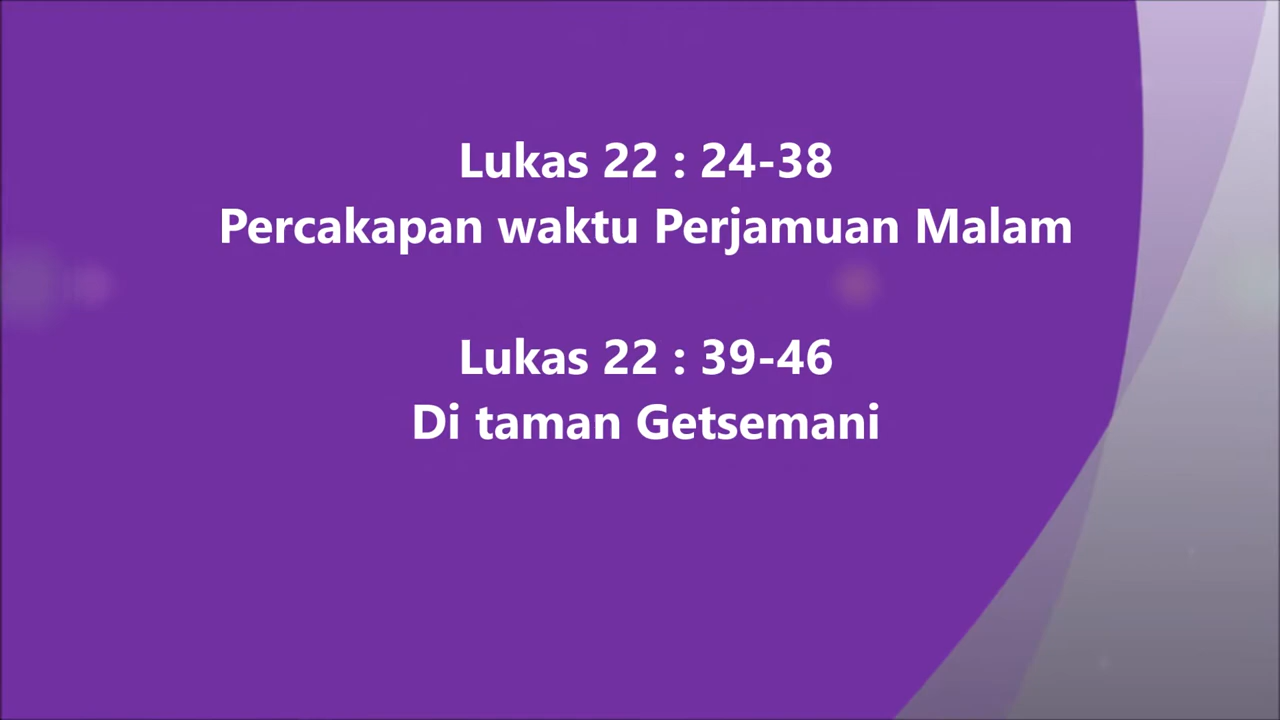 Lukas 22 : 24-38
Percakapan waktu Perjamuan Malam
Lukas 22 : 39-46
Di taman Getsemani